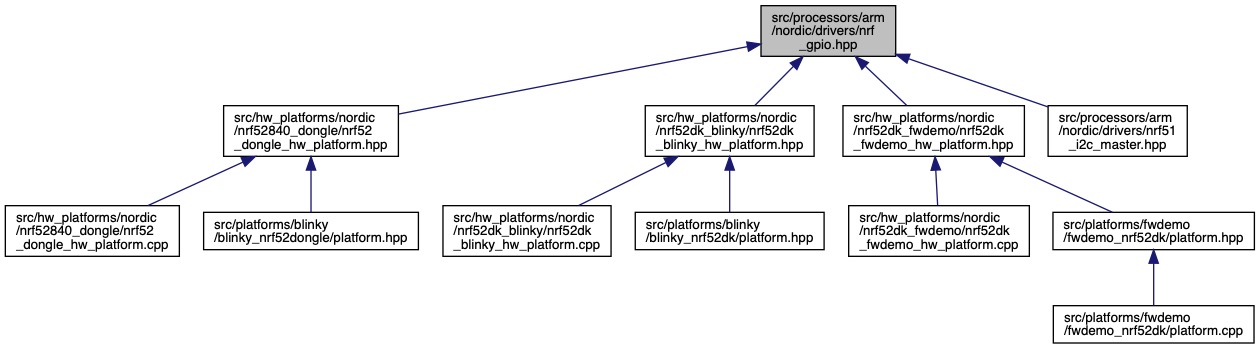 src/processors/arm
/nordic/drivers/nrf
_gpio.hpp
src/hw_platforms/nordic
/nrf52840_dongle/nrf52
_dongle_hw_platform.hpp
src/hw_platforms/nordic
/nrf52dk_blinky/nrf52dk
_blinky_hw_platform.hpp
src/hw_platforms/nordic
/nrf52dk_fwdemo/nrf52dk
_fwdemo_hw_platform.hpp
src/processors/arm
/nordic/drivers/nrf51
_i2c_master.hpp
src/hw_platforms/nordic
/nrf52840_dongle/nrf52
_dongle_hw_platform.cpp
src/platforms/blinky
/blinky_nrf52dongle/platform.hpp
src/hw_platforms/nordic
/nrf52dk_blinky/nrf52dk
_blinky_hw_platform.cpp
src/platforms/blinky
/blinky_nrf52dk/platform.hpp
src/hw_platforms/nordic
/nrf52dk_fwdemo/nrf52dk
_fwdemo_hw_platform.cpp
src/platforms/fwdemo
/fwdemo_nrf52dk/platform.hpp
src/platforms/fwdemo
/fwdemo_nrf52dk/platform.cpp